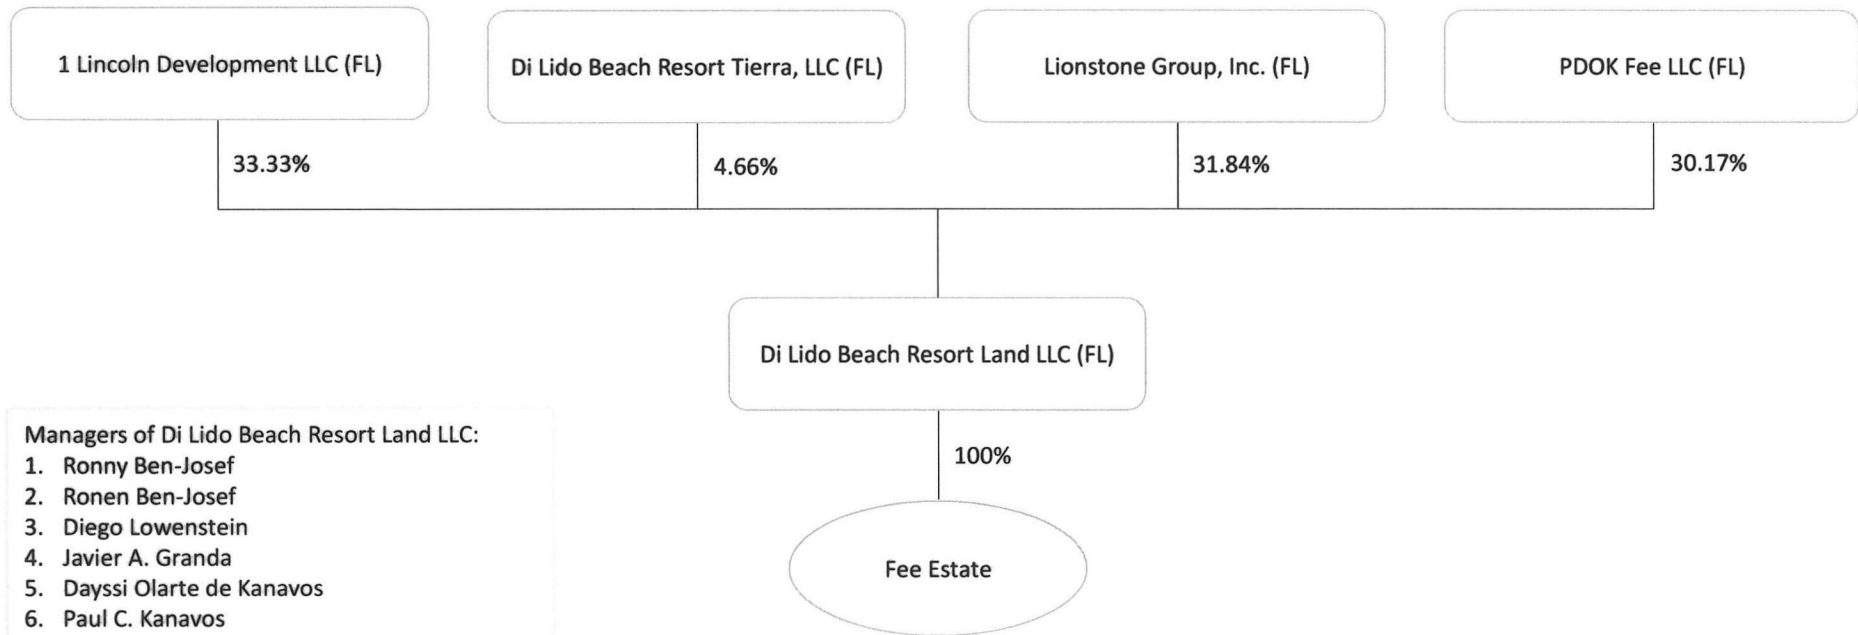 1 Lincoln Development LLC (FL)
Di Lido Beach Resort Tierra, LLC (FL)
Lionstone Group, Inc. (FL)
PDOK Fee LLC (FL)
33.33%
4.66%
31.84%
30.17%
Di Lido Beach Resort Land LLC (FL)
100%
Fee Estate
Managers of Di Lido Beach Resort Land LLC:
1. Ronny Ben-Josef
2. Ronen Ben-Josef
3. Diego Lowenstein
4. Javier A. Granda
5. Dayssi Olarte de Kanavos
6. Paul C. Kanavos